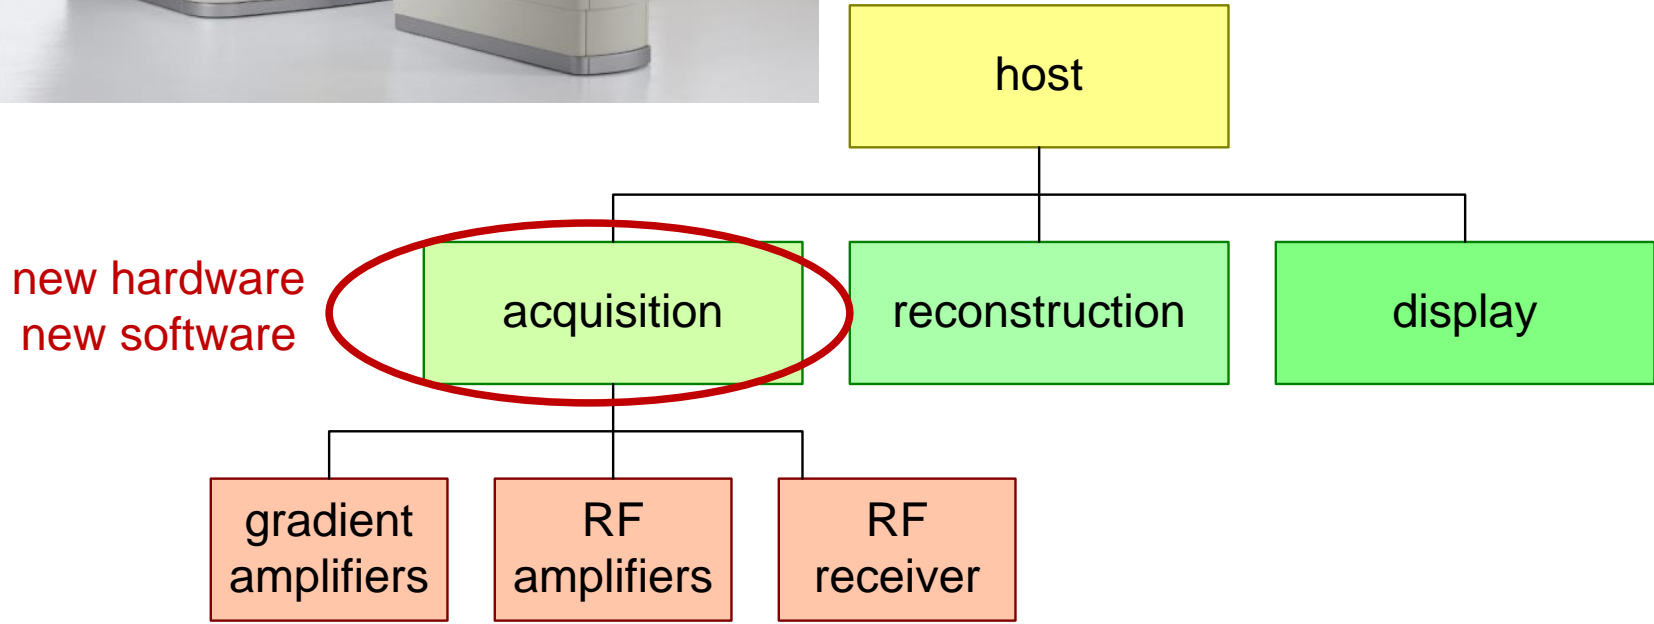 host
new hardware
new software
acquisition
reconstruction
display
gradient
amplifiers
RF
amplifiers
RF
receiver